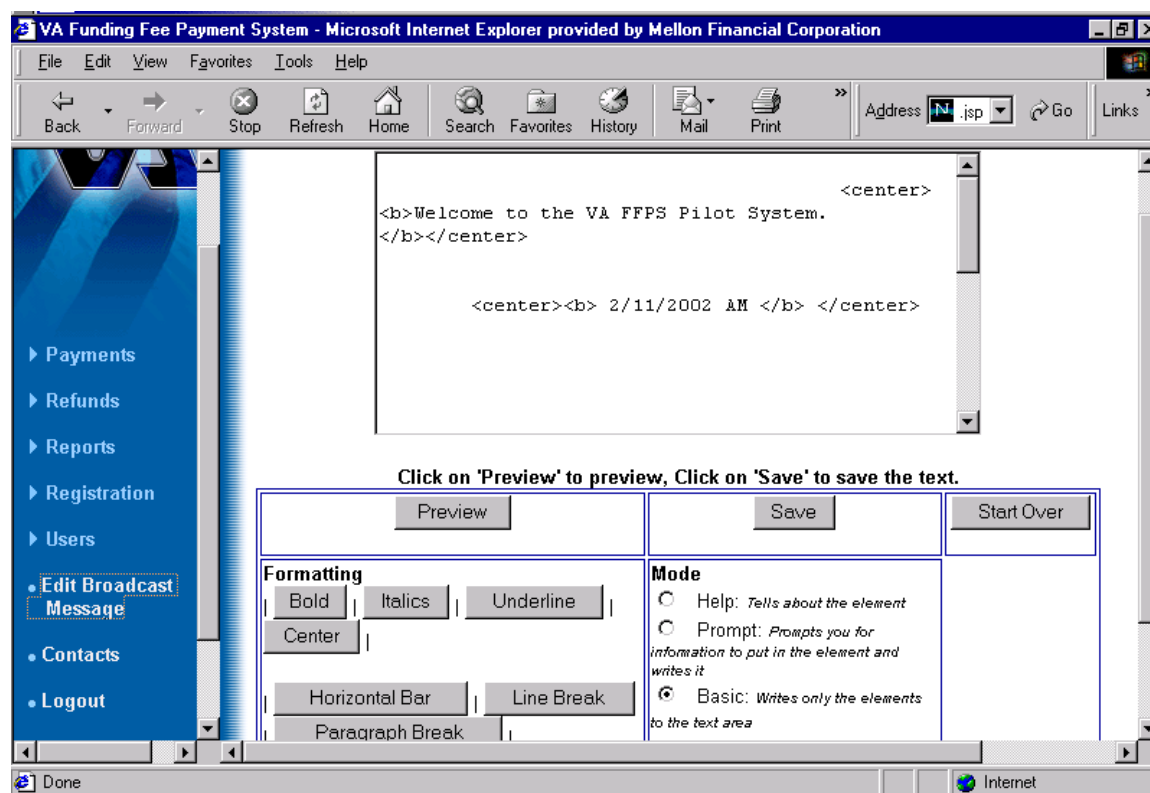 VA Funding Fee Payment System - Microsoft Internet Explorer provided by Mellon Financial Corporation
File Edit View Favorites Tools Help
Back Forward Stop Refresh Home Search Favorites History Mail Print » Address .jsp Go Links
VA
<center>
<b>Welcome to the VA FFPS Pilot System.
</b></center>
<center><b> 2/11/2002 AM </b> </center>
Payments
Refunds
Reports
Registration
Users
Edit Broadcast
Message
Contacts
Logout
Click on 'Preview' to preview, Click on 'Save' to save the text.
Preview Save Start Over
Formatting
| Bold | Italics | Underline |
Center |
| Horizontal Bar | Line Break
| Paragraph Break |
Mode
Help: Tells about the element
Prompt: Prompts you for
information to put in the element and
writes it
Basic: Writes only the elements
to the text area
Done Internet